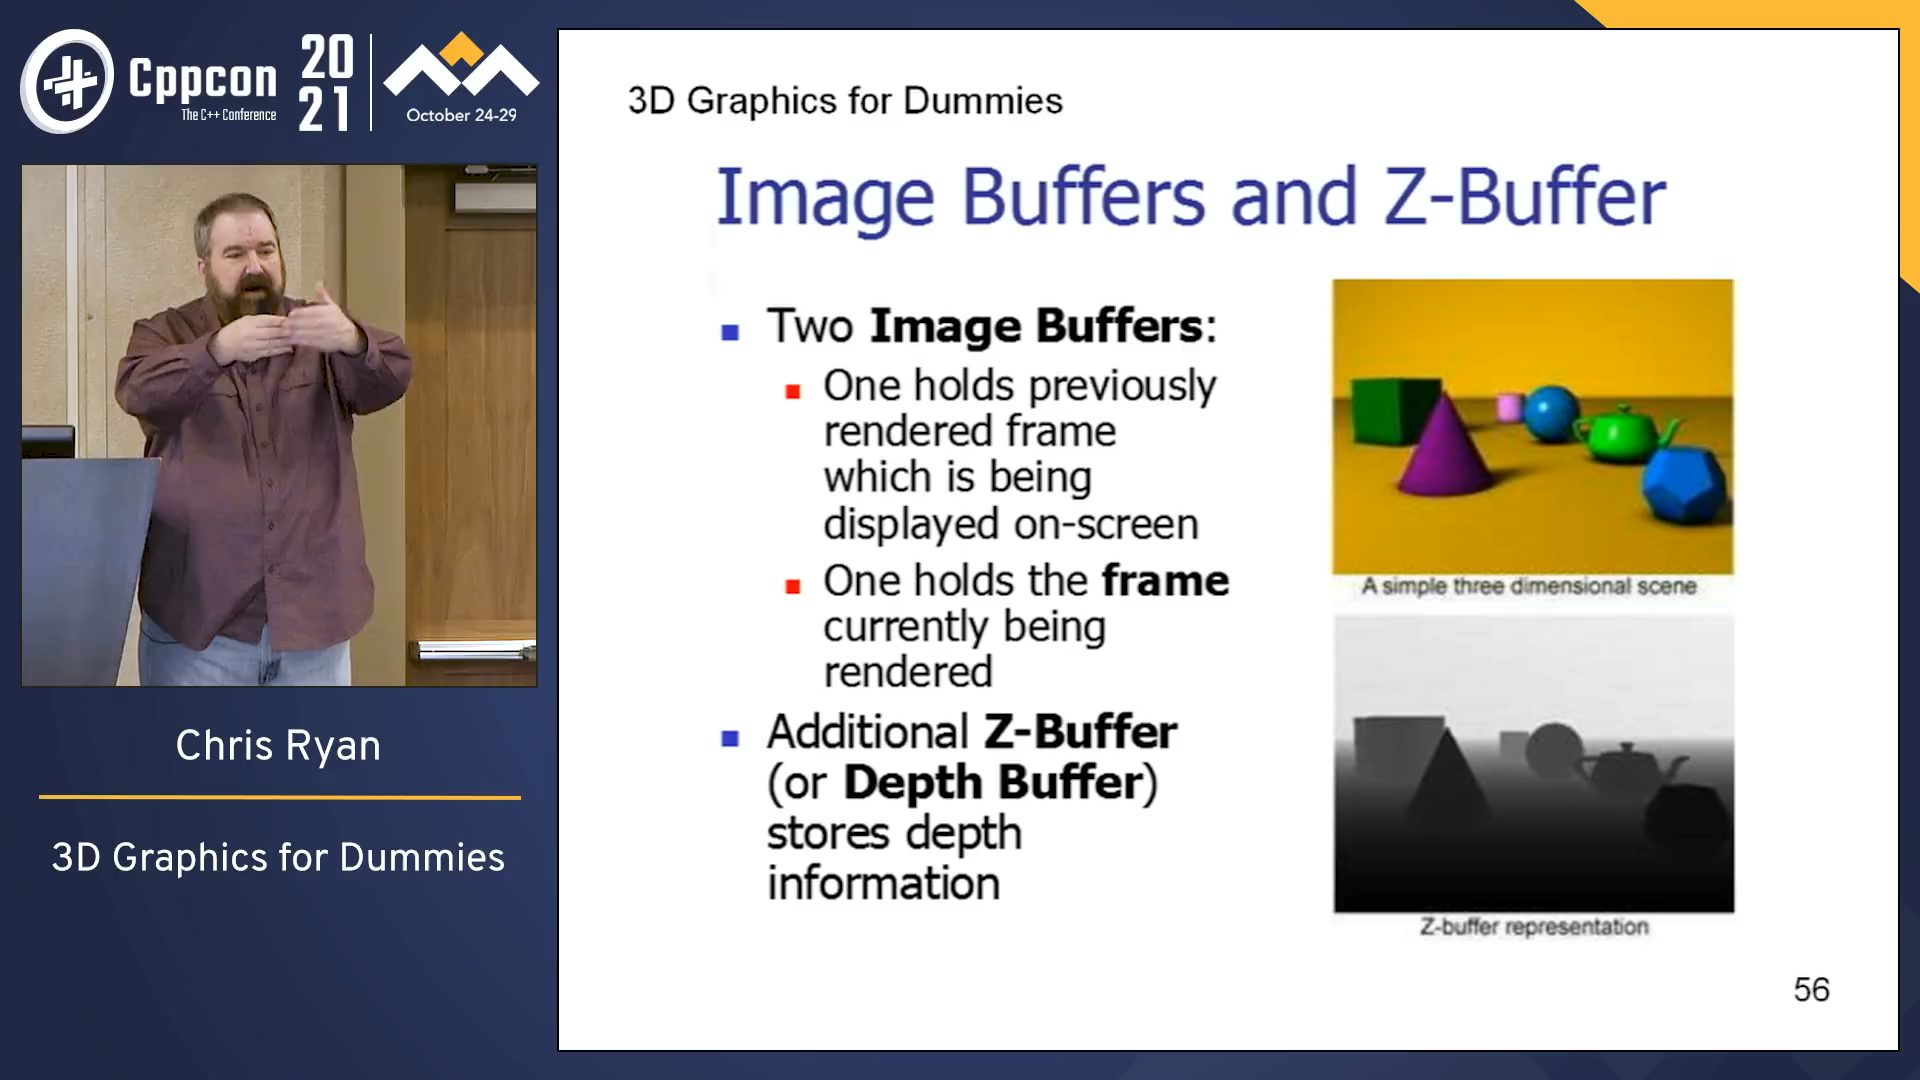 Cppcon
The C++ Conference
20
21
October 24-29
Chris Ryan
3D Graphics for Dummies
3D Graphics for Dummies
Image Buffers and Z-Buffer
Two Image Buffers:
One holds previously
rendered frame
which is being
displayed on-screen
One holds the frame
currently being
rendered
Additional Z-Buffer
(or Depth Buffer)
stores depth
information
A simple three dimensional scene
Z-buffer representation
56